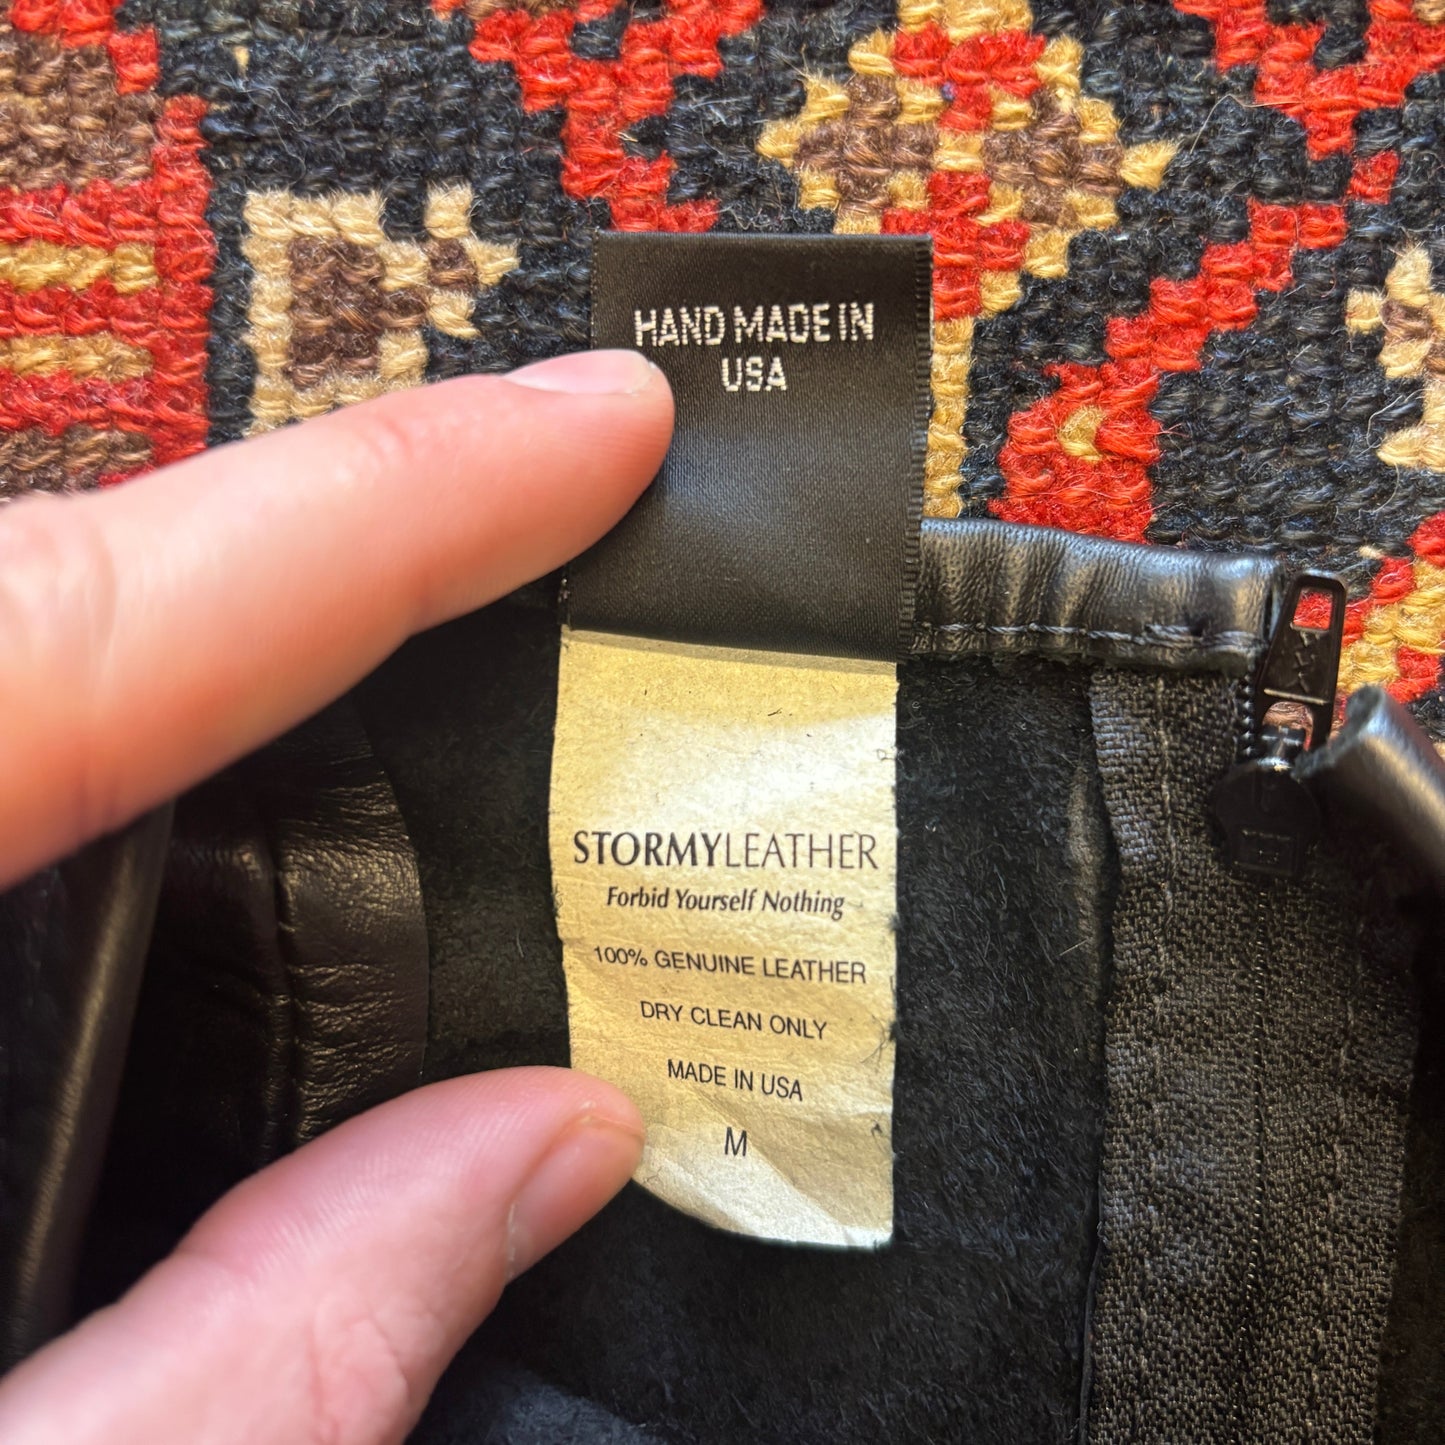 HAND MADE IN
USA
STORMYLEATHER
Forbid Yourself Nothing
100% GENUINE LEATHER
DRY CLEAN ONLY
MADE IN USA
M